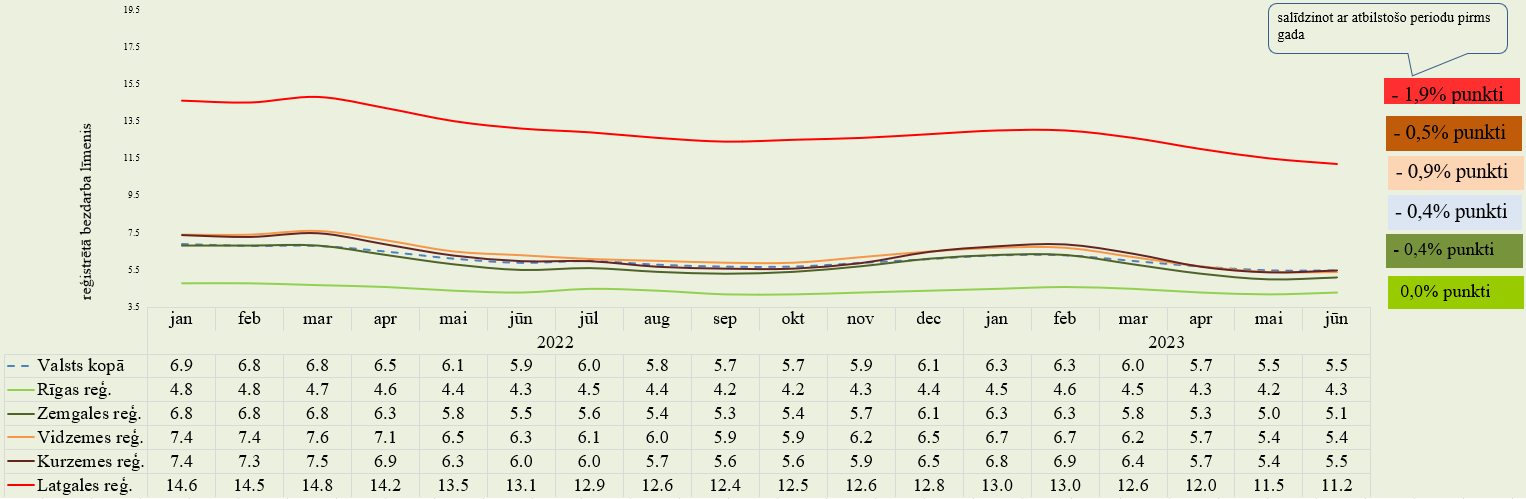 19.5
17.5
15.5
13.5
11.5
9.5
7.5
5.5
3.5
reģistrētā bezdarba līmenis
salīdzinot ar atbilstošo periodu pirms
gada
- 1,9% punkti
- 0,5% punkti
- 0,9% punkti
- 0,4% punkti
- 0,4% punkti
0,0% punkti
jan feb mar apr mai jūn jūl aug sep okt nov dec jan feb mar apr mai jūn
2022 2023
Valsts kopā 6.9 6.8 6.8 6.5 6.1 5.9 6.0 5.8 5.7 5.7 5.9 6.1 6.3 6.3 6.0 5.7 5.5 5.5
Rīgas reģ. 4.8 4.8 4.7 4.6 4.4 4.3 4.5 4.4 4.2 4.2 4.3 4.4 4.5 4.6 4.5 4.3 4.2 4.3
Zemgales reģ. 6.8 6.8 6.8 6.3 5.8 5.5 5.6 5.4 5.3 5.4 5.7 6.1 6.3 6.3 5.8 5.3 5.0 5.1
Vidzemes reģ. 7.4 7.4 7.6 7.1 6.5 6.3 6.1 6.0 5.9 5.9 6.2 6.5 6.7 6.7 6.2 5.7 5.4 5.4
Kurzemes reģ. 7.4 7.3 7.5 6.9 6.3 6.0 6.0 5.7 5.6 5.6 5.9 6.5 6.8 6.9 6.4 5.7 5.4 5.5
Latgales reģ. 14.6 14.5 14.8 14.2 13.5 13.1 12.9 12.6 12.4 12.5 12.6 12.8 13.0 13.0 12.6 12.0 11.5 11.2